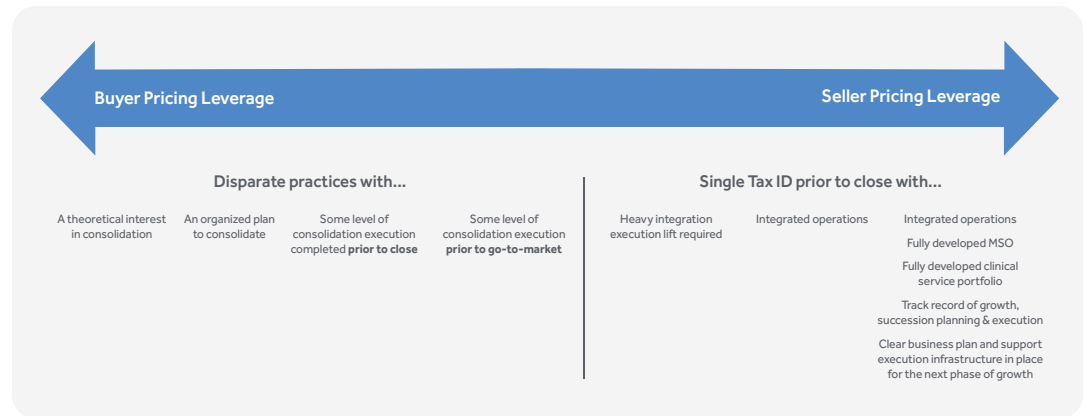 Buyer Pricing Leverage
Seller Pricing Leverage
Disparate practices with...
A theoretical interest
in consolidation
An organized plan
to consolidate
Some level of
consolidation execution
completed prior to close
Some level of
consolidation execution
prior to go-to-market
Single Tax ID prior to close with...
Heavy integration
execution lift required
Integrated operations
Integrated operations
Fully developed MSO
Fully developed clinical
service portfolio
Track record of growth,
succession planning & execution
Clear business plan and support
execution infrastructure in place
for the next phase of growth